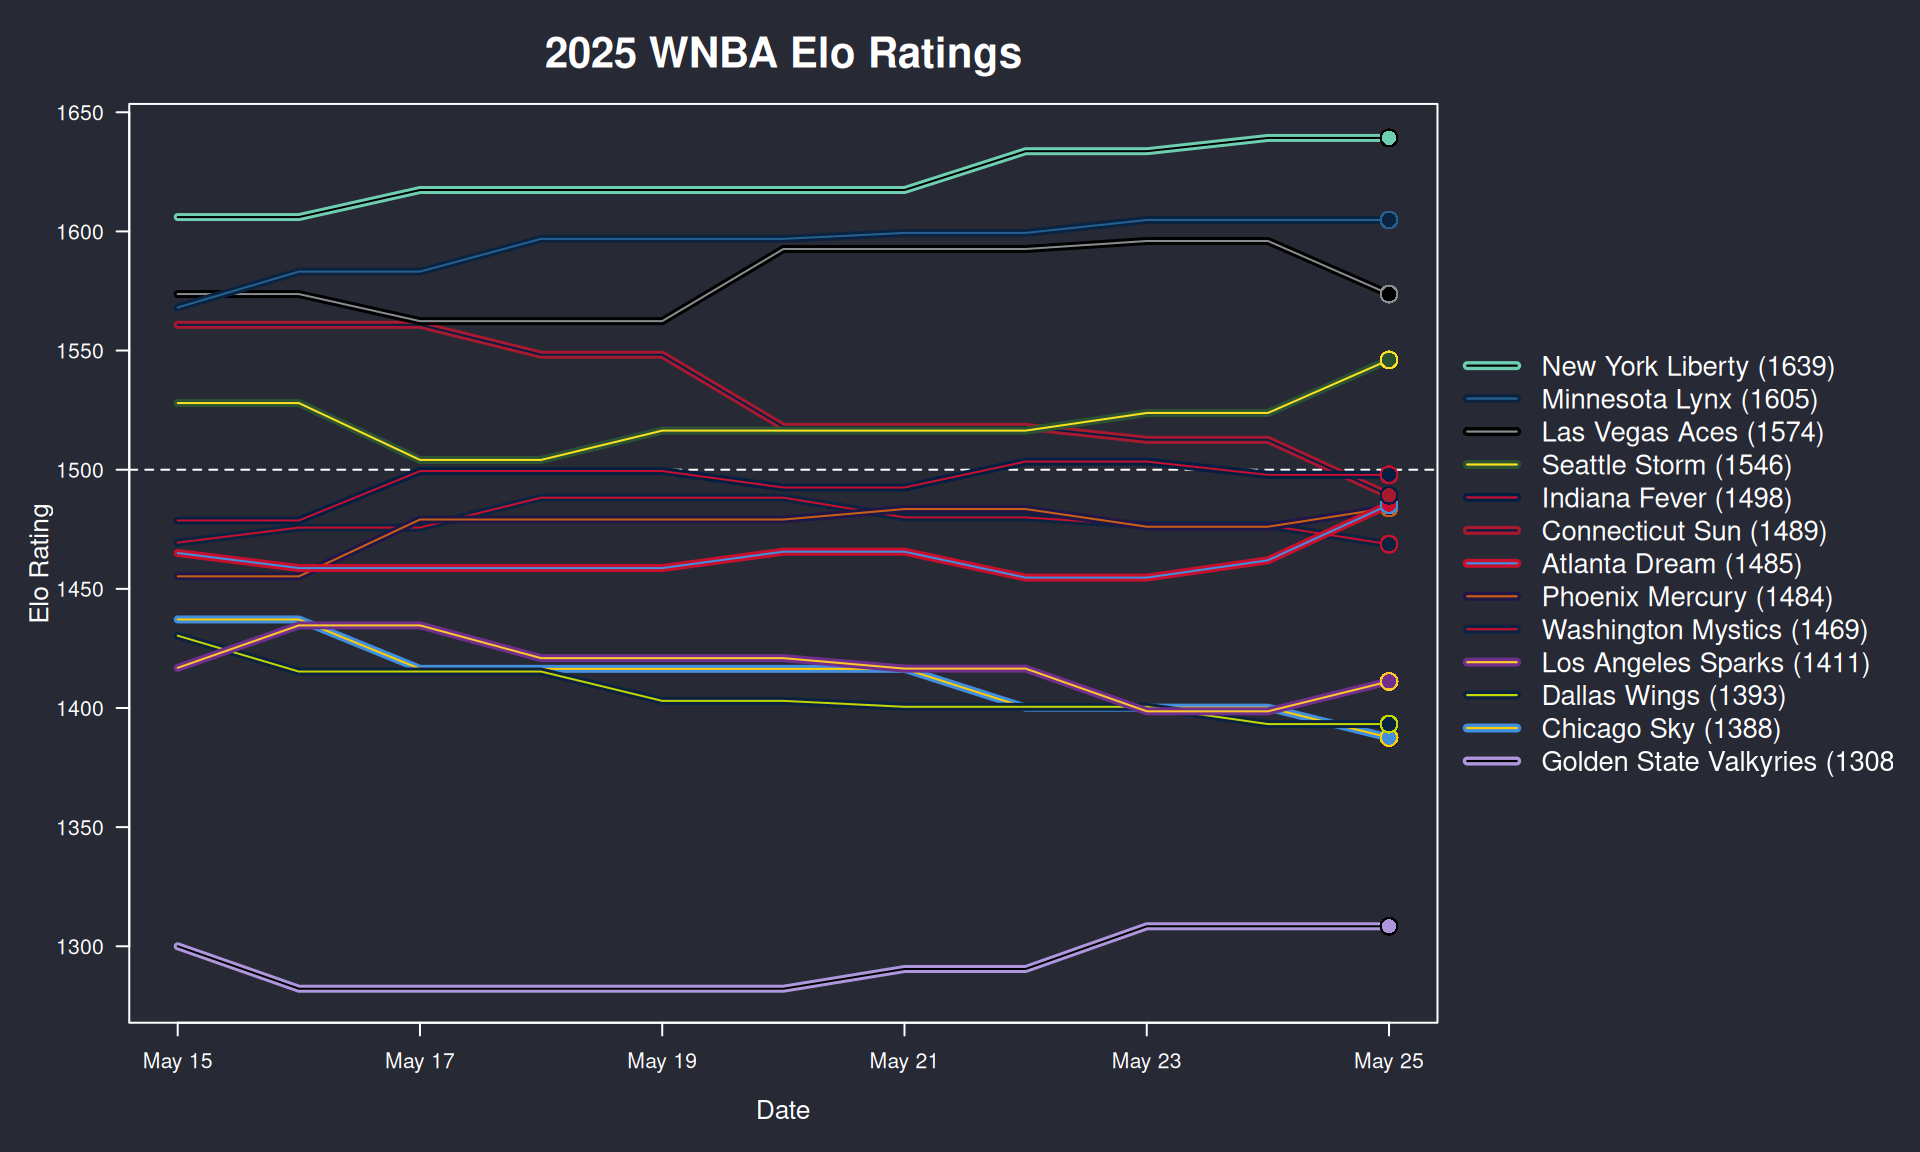 2025 WNBA Elo Ratings
Elo Rating
1650
1600
1550
1500
1450
1400
1350
1300
May 15
May 17
May 19
May 21
May 23
May 25
Date
New York Liberty (1639)
Minnesota Lynx (1605)
Las Vegas Aces (1574)
Seattle Storm (1546)
Indiana Fever (1498)
Connecticut Sun (1489)
Atlanta Dream (1485)
Phoenix Mercury (1484)
Washington Mystics (1469)
Los Angeles Sparks (1411)
Dallas Wings (1393)
Chicago Sky (1388)
Golden State Valkyries (1308